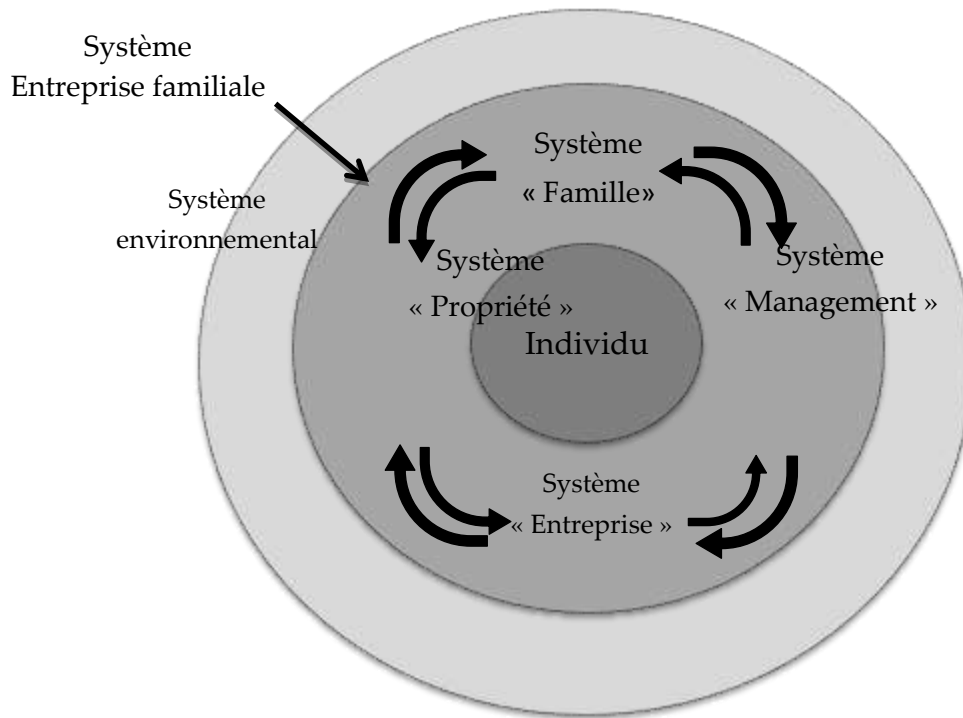 Système
Entreprise familiale
Système
« Famille»
Système
environnemental
Système
« Propriété »
Système
« Management »
Individu
Système
« Entreprise »